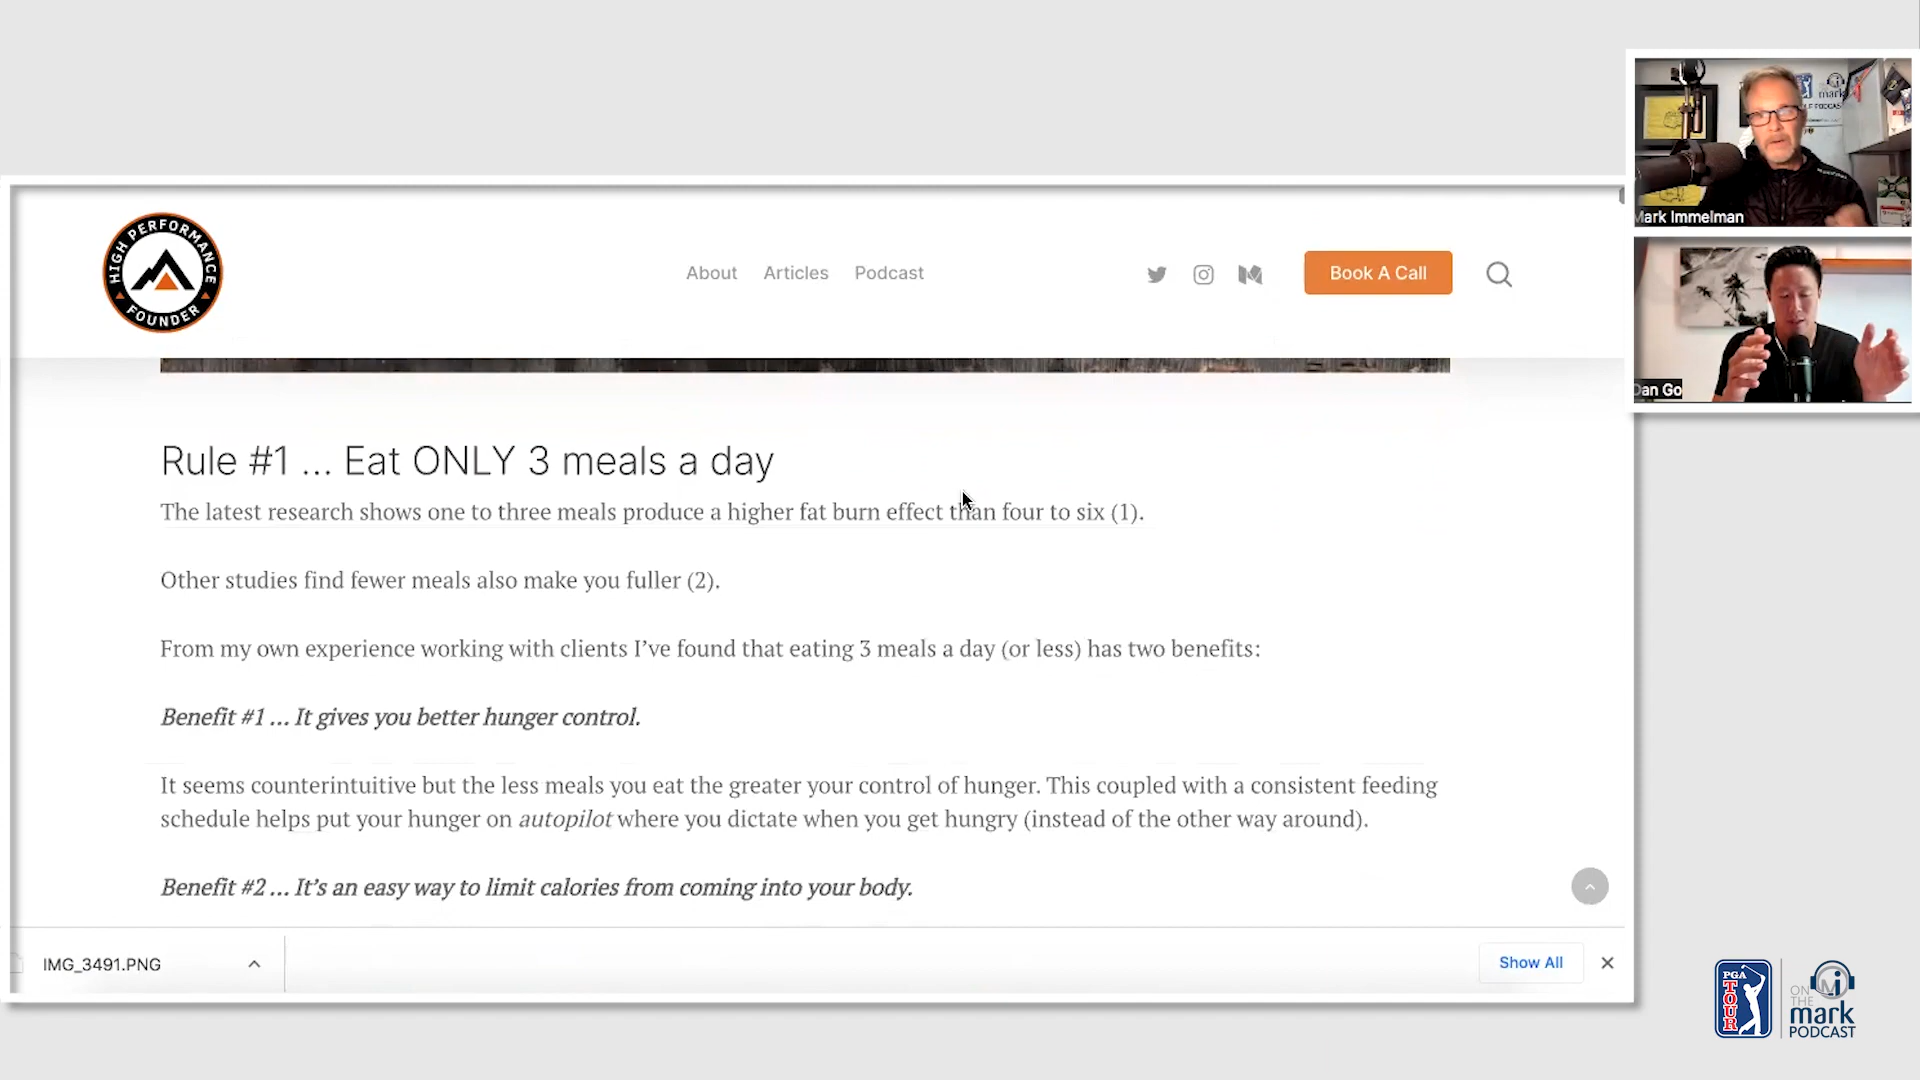 HIGH PERFORMANCE
FOUNDER
About
Articles
Podcast
Book A Call
Rule #1 ... Eat ONLY 3 meals a day
The latest research shows one to three meals produce a higher fat burn effect than four to six (1).
Other studies find fewer meals also make you fuller (2).
From my own experience working with clients I’ve found that eating 3 meals a day (or less) has two benefits:
Benefit #1 … It gives you better hunger control.
It seems counterintuitive but the less meals you eat the greater your control of hunger. This coupled with a consistent feeding
schedule helps put your hunger on autopilot where you dictate when you get hungry (instead of the other way around).
Benefit #2 … It’s an easy way to limit calories from coming into your body.
IMG_3491.PNG
Show All
mark
Mark Immelman
Dan Go
PGA
TOUR
ON
THE
mark
PODCAST